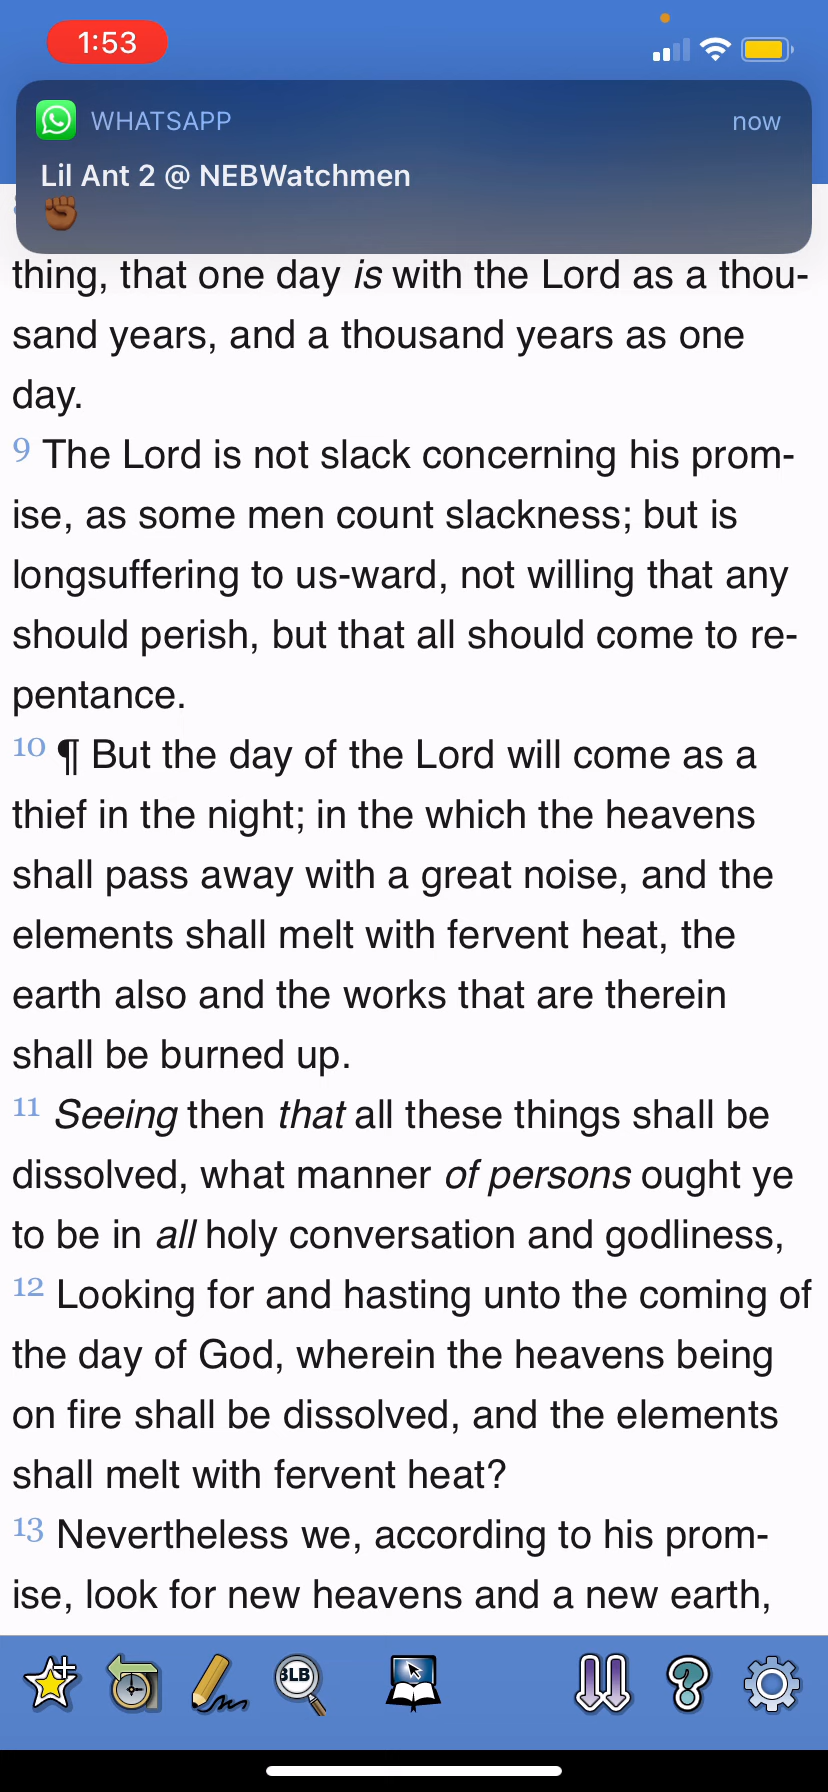 1:53
WHATSAPP
now
Lil Ant 2 @ NEBWatchmen
✊🏾
thing, that one day is with the Lord as a thou-
sand years, and a thousand years as one
day.
9 The Lord is not slack concerning his prom-
ise, as some men count slackness; but is
longsuffering to us-ward, not willing that any
should perish, but that all should come to re-
pentance.
10 ¶ But the day of the Lord will come as a
thief in the night; in the which the heavens
shall pass away with a great noise, and the
elements shall melt with fervent heat, the
earth also and the works that are therein
shall be burned up.
11 Seeing then that all these things shall be
dissolved, what manner of persons ought ye
to be in all holy conversation and godliness,
12 Looking for and hasting unto the coming of
the day of God, wherein the heavens being
on fire shall be dissolved, and the elements
shall melt with fervent heat?
13 Nevertheless we, according to his prom-
ise, look for new heavens and a new earth,
BLB
?